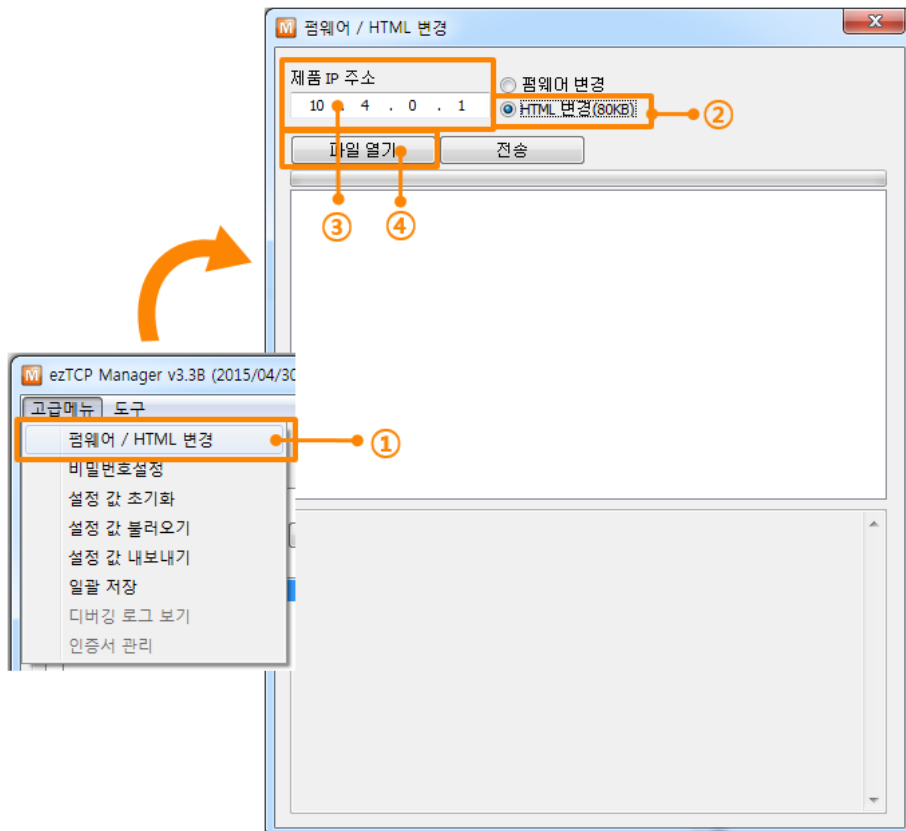 펌웨어 / HTML 변경
제품 IP 주소
펌웨어 변경
10 . 4 . 0 . 1
HTML 변경(80KB)
②
파일 열기
전송
③
④
ezTCP Manager v3.3B (2015/04/30
고급메뉴 도구
펌웨어 / HTML 변경
①
비밀번호설정
설정 값 초기화
설정 값 불러오기
설정 값 내보내기
일괄 저장
디버깅 로그 보기
인증서 관리